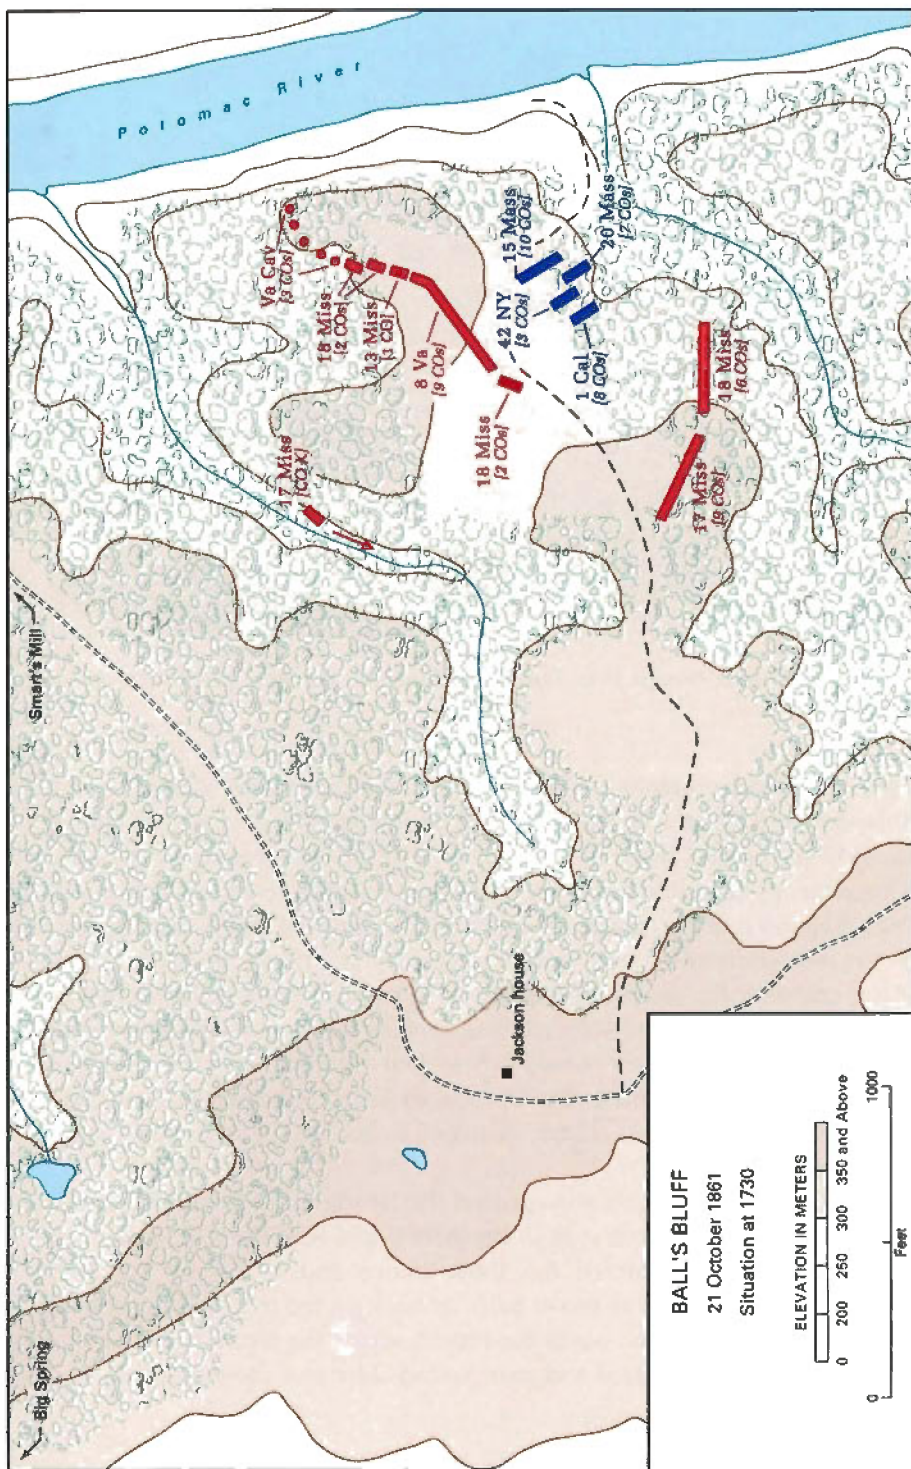 Potomac River
Va Cav
[3 COs]
18 Miss
[2 COs]
13 Miss
[1 CO]
8 Va
[9 COs]
18 Miss
[2 COs]
17 Miss
[CO K]
15 Mass
[10 COs]
20 Mass
[7 COs]
42 NY
[3 COs]
1 Cal
[8 COs]
18 Miss
[6 COs]
17 Miss
[9 COs]
Smart's Mill
Jackson house
Big Spring
BALL'S BLUFF
21 October 1861
Situation at 1730
ELEVATION IN METERS
0 200 250 300 350 and Above
0 1000
Feet